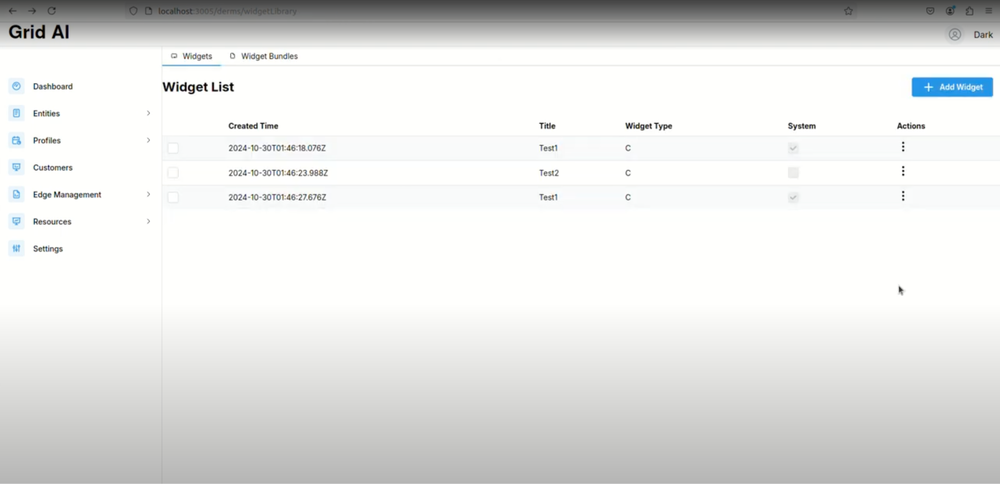 localhost:3005/derms/widgetLibrary
Grid AI
Dark
Widgets
Widget Bundles
Dashboard
Entities
Profiles
Customers
Edge Management
Resources
Settings
Widget List
Add Widget
Created Time Title Widget Type System Actions
2024-10-30T01:46:18.076Z Test1 C
2024-10-30T01:46:23.988Z Test2 C
2024-10-30T01:46:27.676Z Test1 C